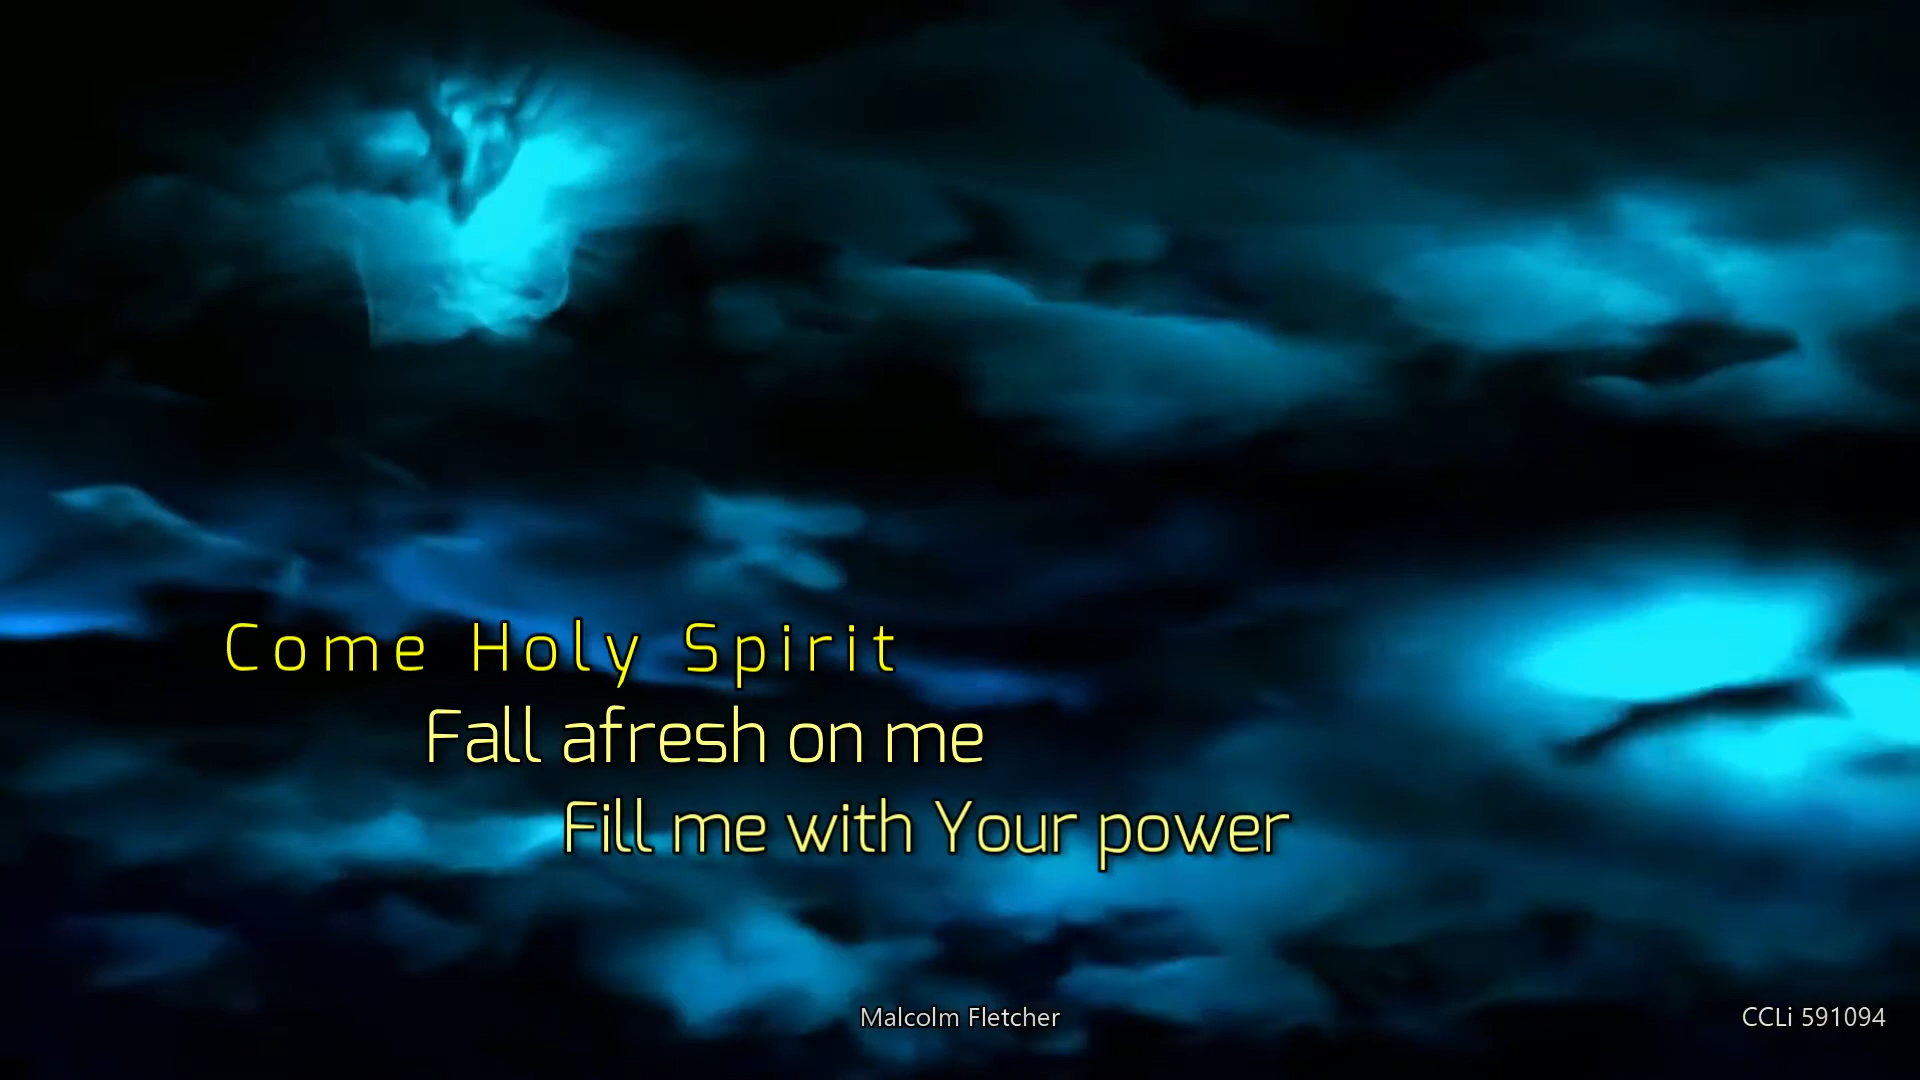 Come Holy Spirit
Fall afresh on me
Fill me with Your power
Malcolm Fletcher
CCLi 591094